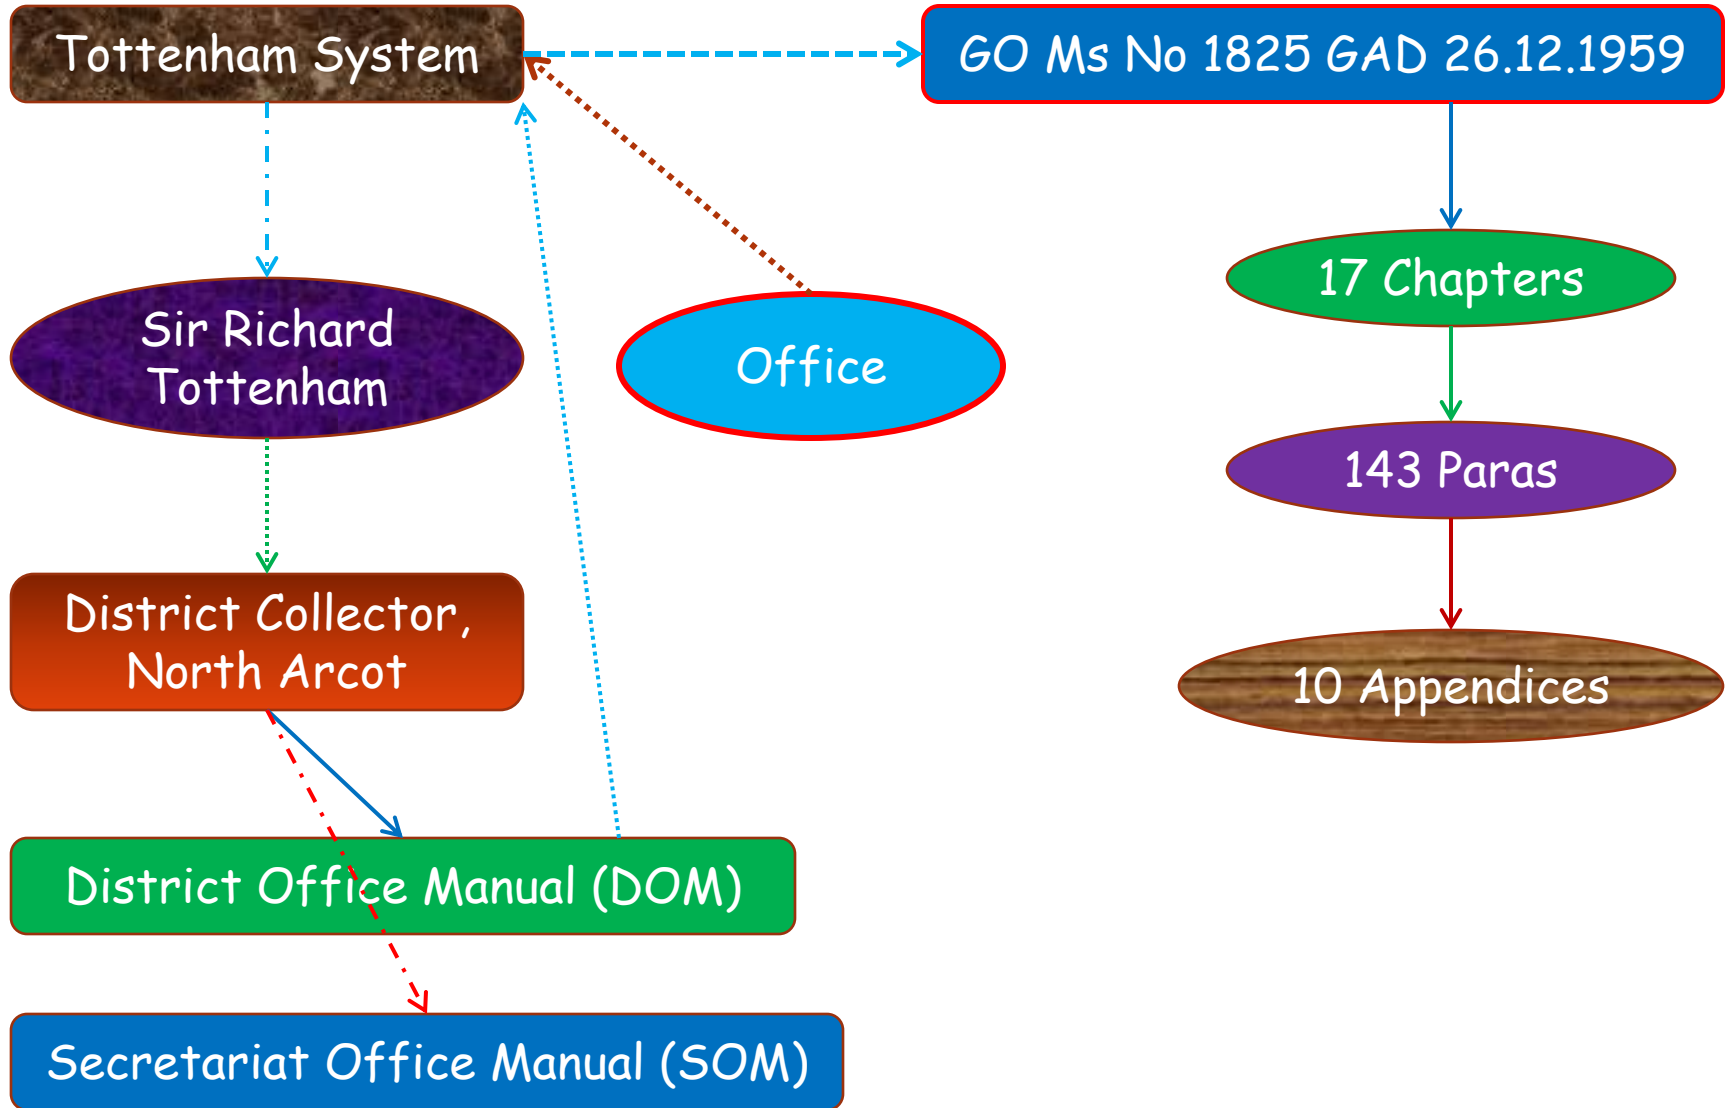 Tottenham System
GO Ms No 1825 GAD 26.12.1959
17 Chapters
Sir Richard
Tottenham
Office
143 Paras
District Collector,
North Arcot
10 Appendices
District Office Manual (DOM)
Secretariat Office Manual (SOM)